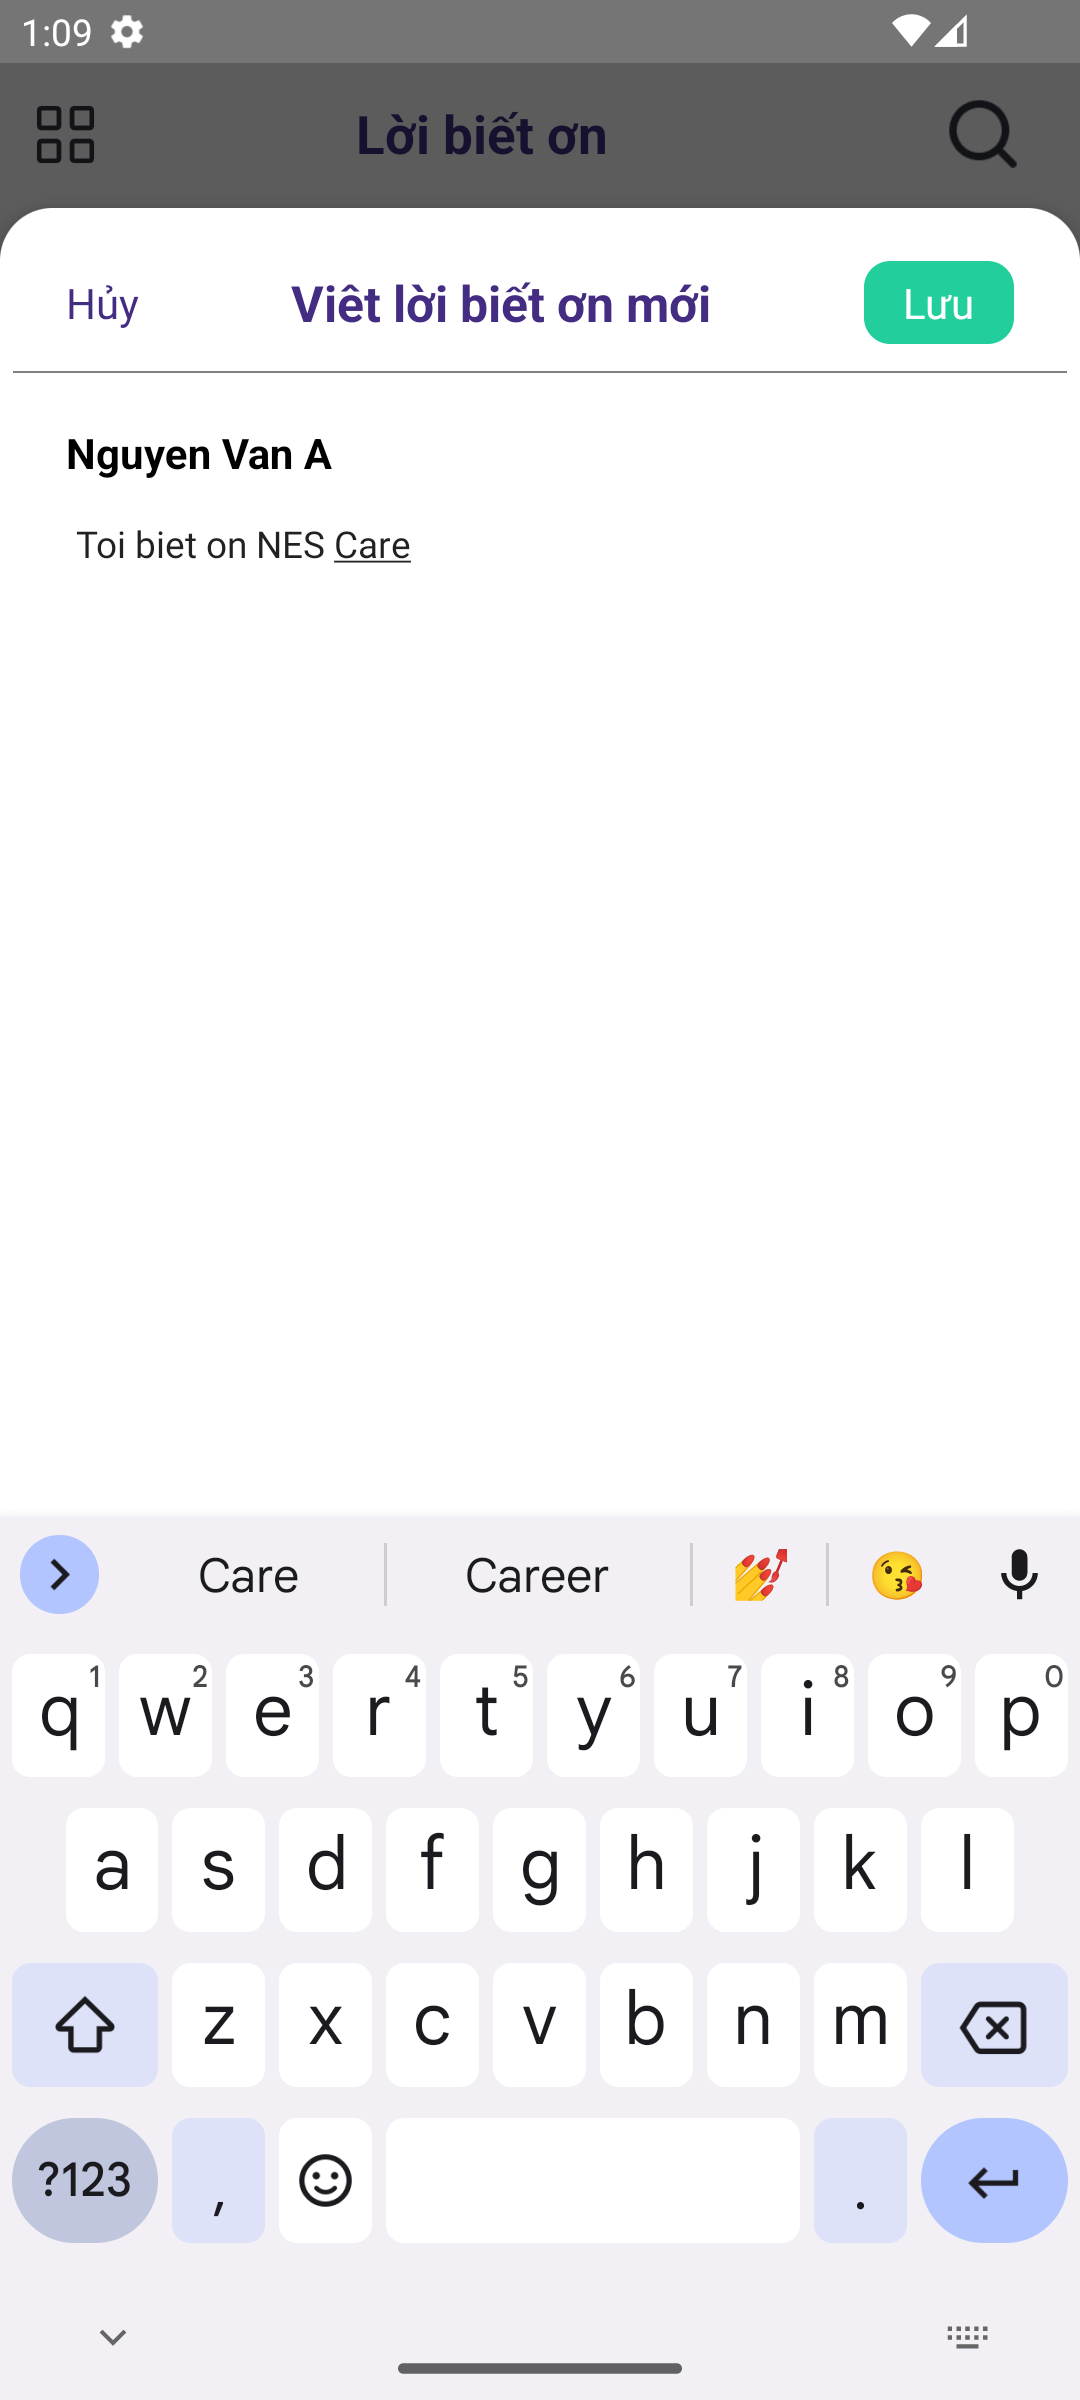 1:09
Lời biết ơn
Hủy
Viêt lời biết ơn mới
Lưu
Nguyen Van A
Toi biet on NES Care
Care
Career
q1 w2 e3 r4 t5 y6 u7 i8 o9 p0
a s d f g h j k l
z x c v b n m
?123 , .